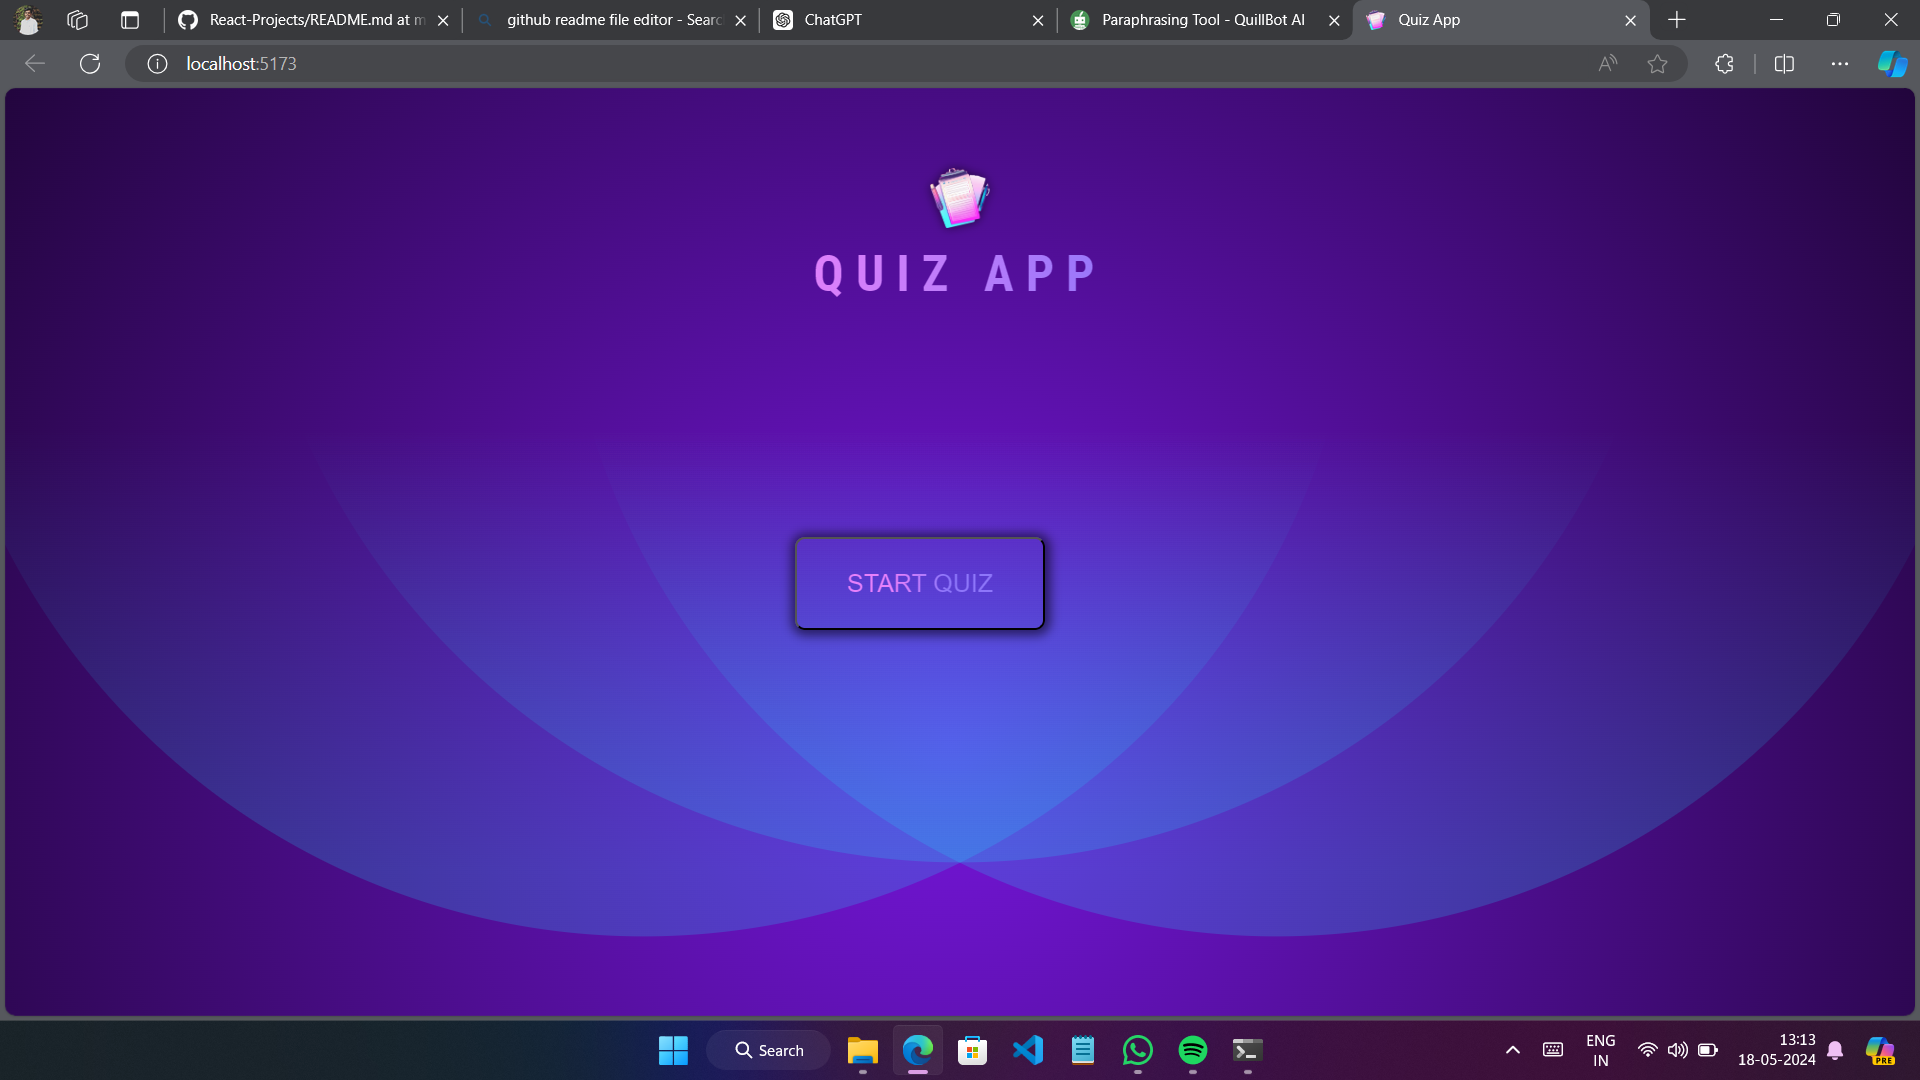 React-Projects/README.md at m
github readme file editor - Searc
ChatGPT
Paraphrasing Tool - QuillBot AI
Quiz App
localhost:5173
QUIZ APP
START QUIZ
Search
ENG
IN
13:13
18-05-2024
PRE